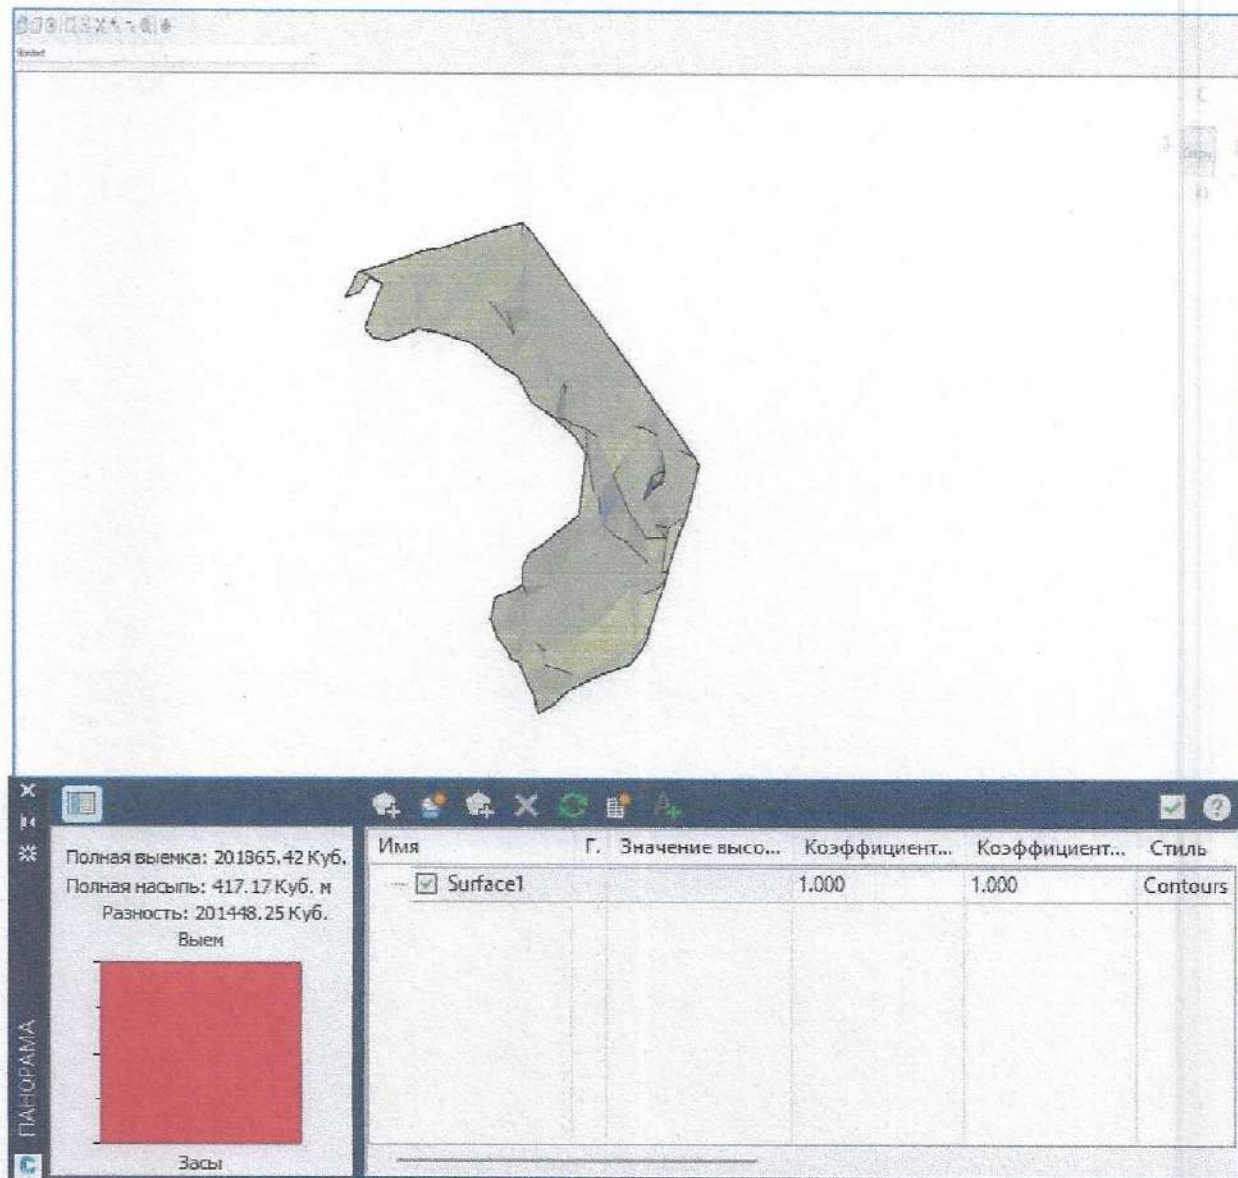 Полная выемка: 201865.42 Куб.
Полная насыпь: 417.17 Куб. м
Разность: 201448.25 Куб.
Выем
Засы
ПАНОРАМА
Имя Г. Значение высо... Коэффициент... Коэффициент... Стиль
Surface1 1.000 1.000 Contours